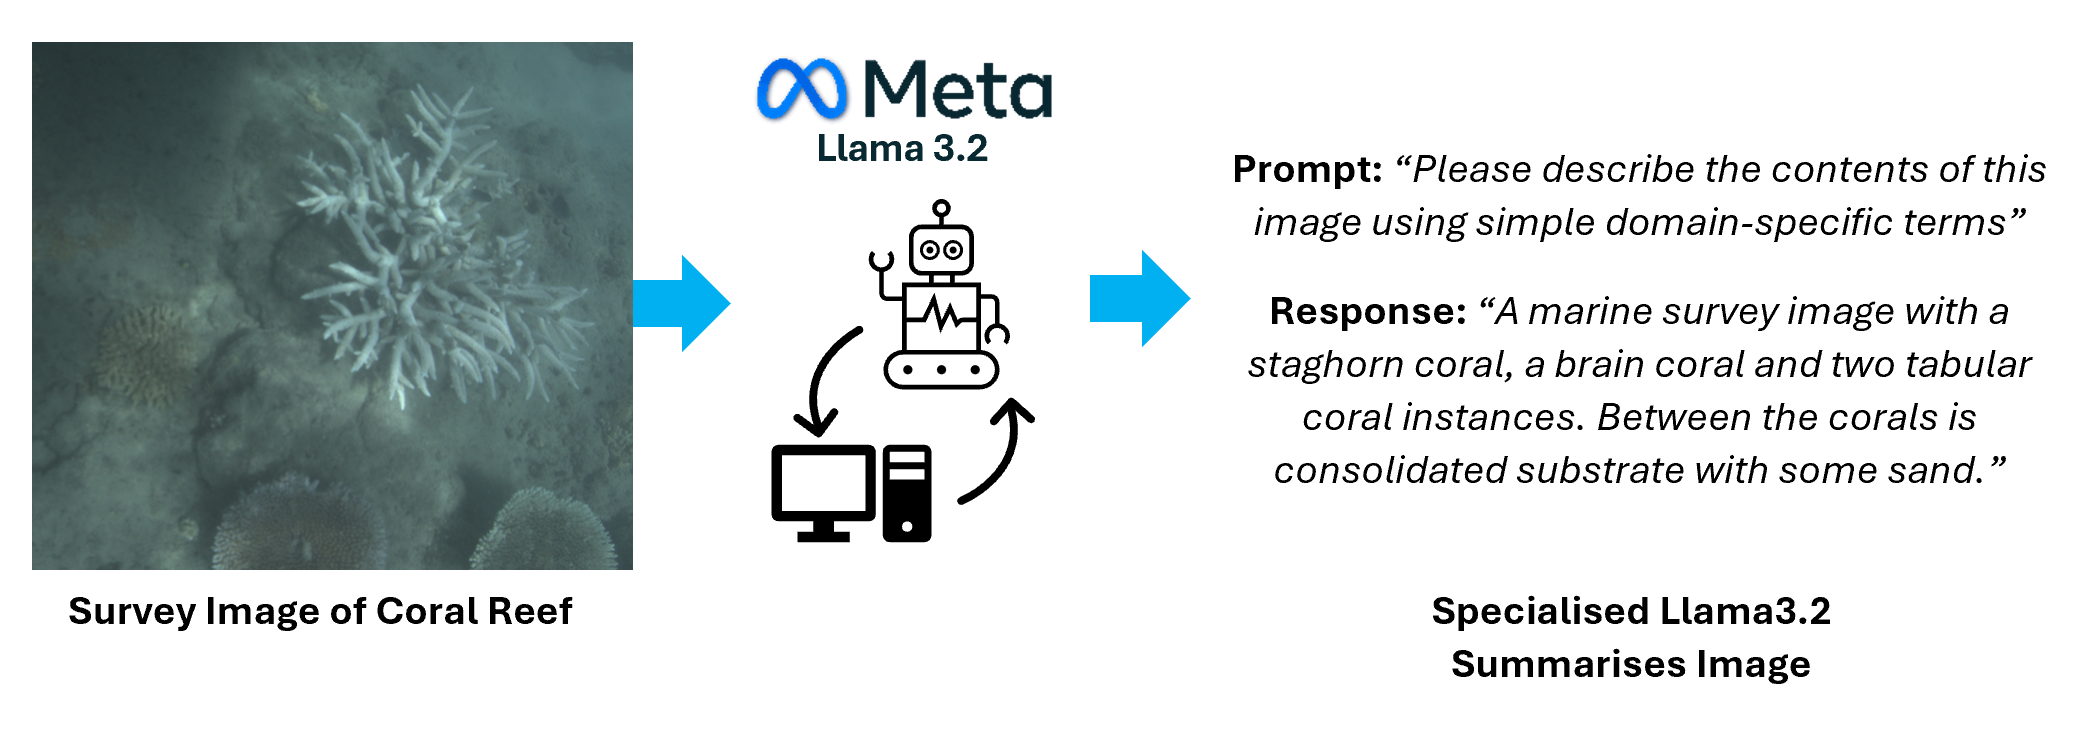 Meta
Llama 3.2
Prompt: “Please describe the contents of this
image using simple domain-specific terms”
Response: “A marine survey image with a
staghorn coral, a brain coral and two tabular
coral instances. Between the corals is
consolidated substrate with some sand.”
Survey Image of Coral Reef
Specialised Llama3.2
Summarises Image